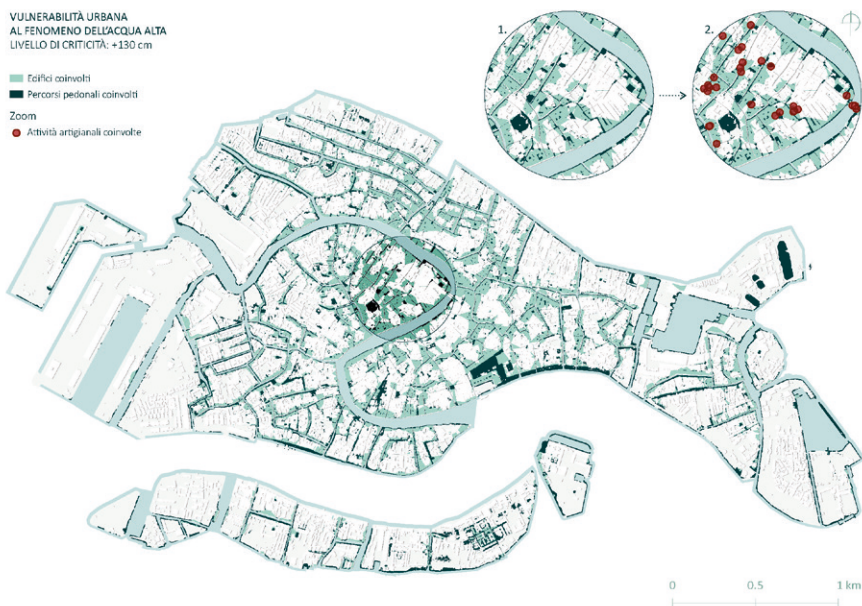 VULNERABILITÀ URBANA
AL FENOMENO DELL'ACQUA ALTA
LIVELLO DI CRITICITÀ: +130 cm
Edifici coinvolti
Percorsi pedonali coinvolti
Zoom
Attività artigianali coinvolte
1.
2.
0
0.5
1 km